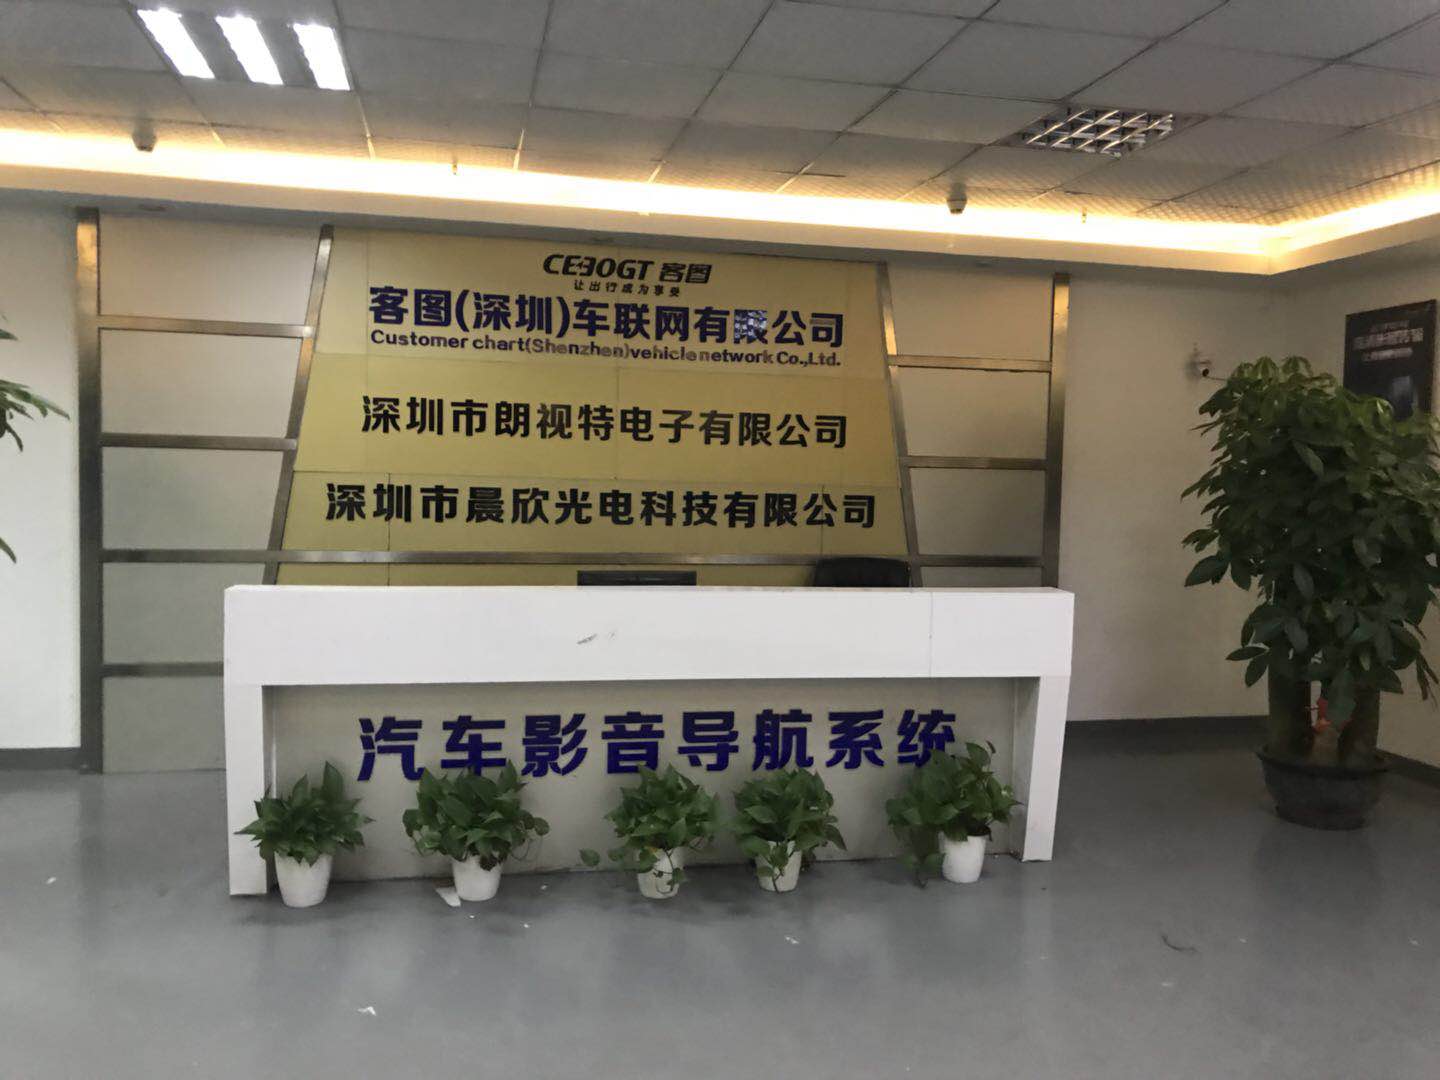 CEBOGT 客图
让出行成为享受
客图(深圳)车联网有限公司
Customer chart(Shenzhen)vehicle network Co.,Ltd.
深圳市朗视特电子有限公司
深圳市晨欣光电科技有限公司
汽车影音导航系统